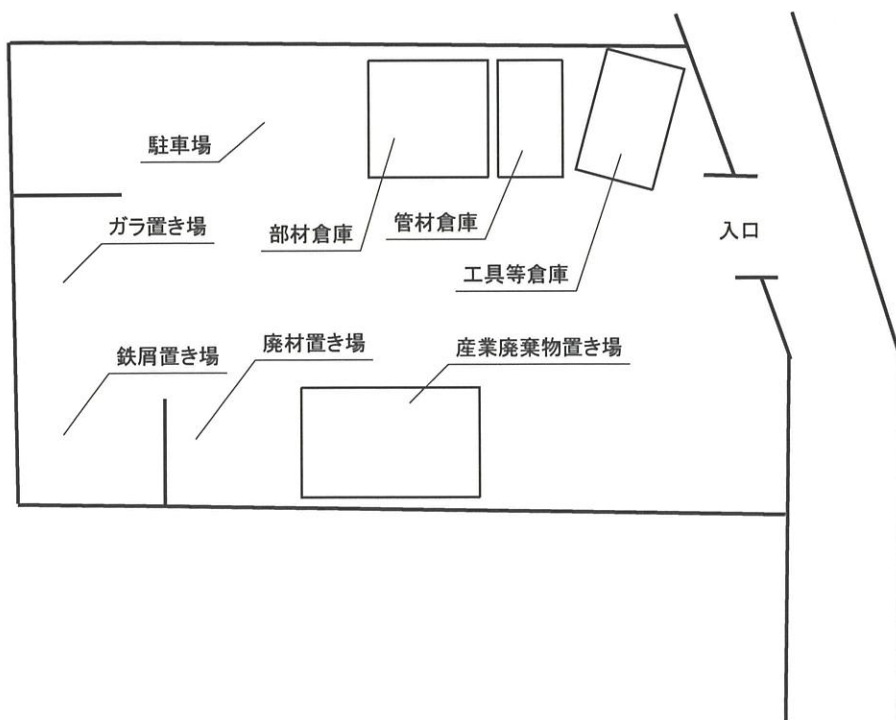 駐車場
ガラ置き場
部材倉庫
管材倉庫
入口
工具等倉庫
鉄屑置き場
廃材置き場
産業廃棄物置き場